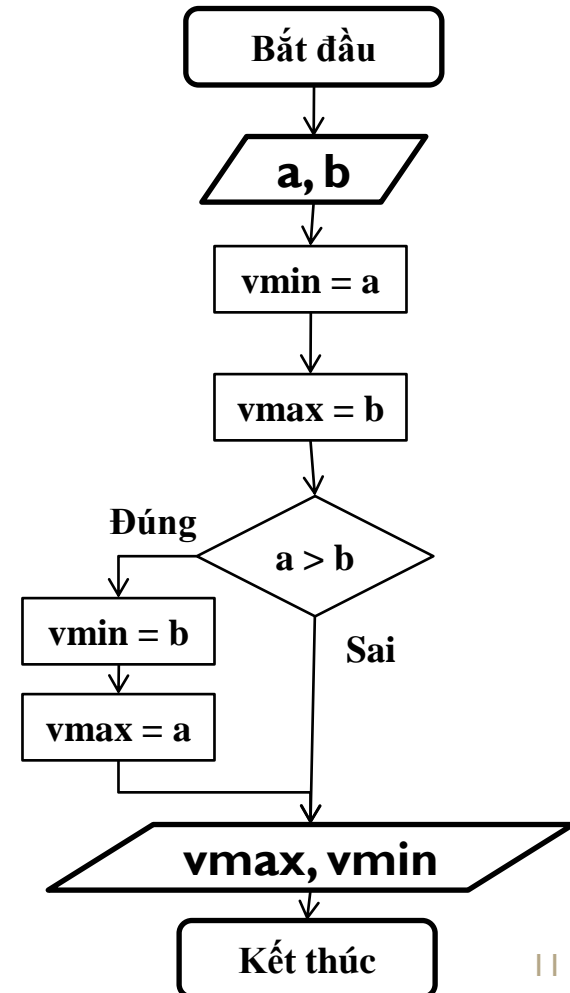 Bắt đầu
a, b
vmin = a
vmax = b
Đúng
a > b
vmin = b
Sai
vmax = a
vmax, vmin
Kết thúc
11